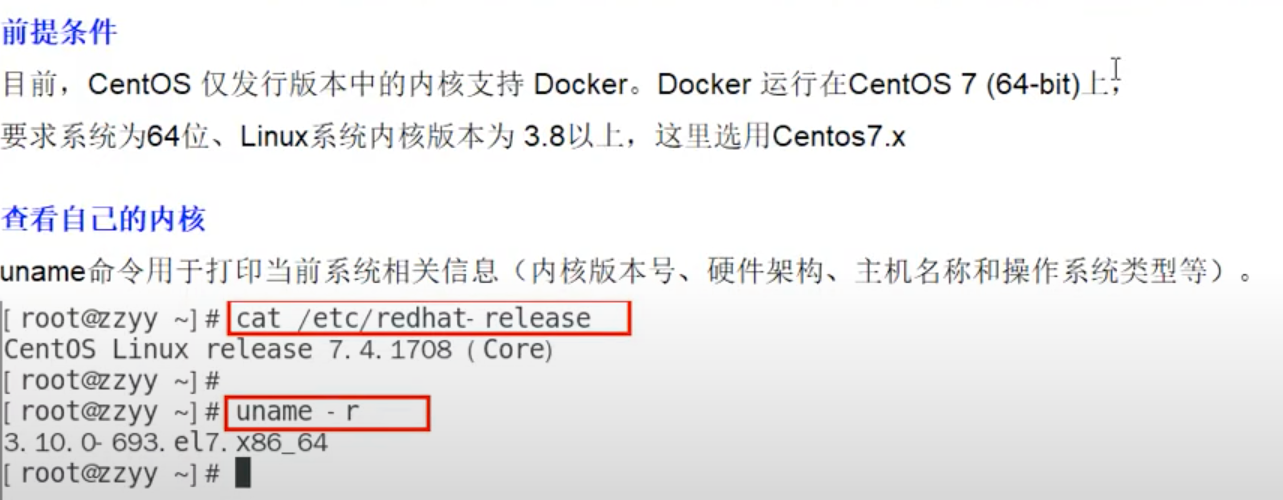 前提条件
目前，CentOS 仅发行版本中的内核支持 Docker。Docker 运行在CentOS 7 (64-bit)上，
要求系统为64位、Linux系统内核版本为 3.8以上，这里选用Centos7.x
查看自己的内核
uname命令用于打印当前系统相关信息（内核版本号、硬件架构、主机名称和操作系统类型等）。
[root@zzyy ~]# cat /etc/redhat-release
CentOS Linux release 7.4.1708 (Core)
[root@zzyy ~]#
[root@zzyy ~]# uname -r
3.10.0-693.el7.x86_64
[root@zzyy ~]#